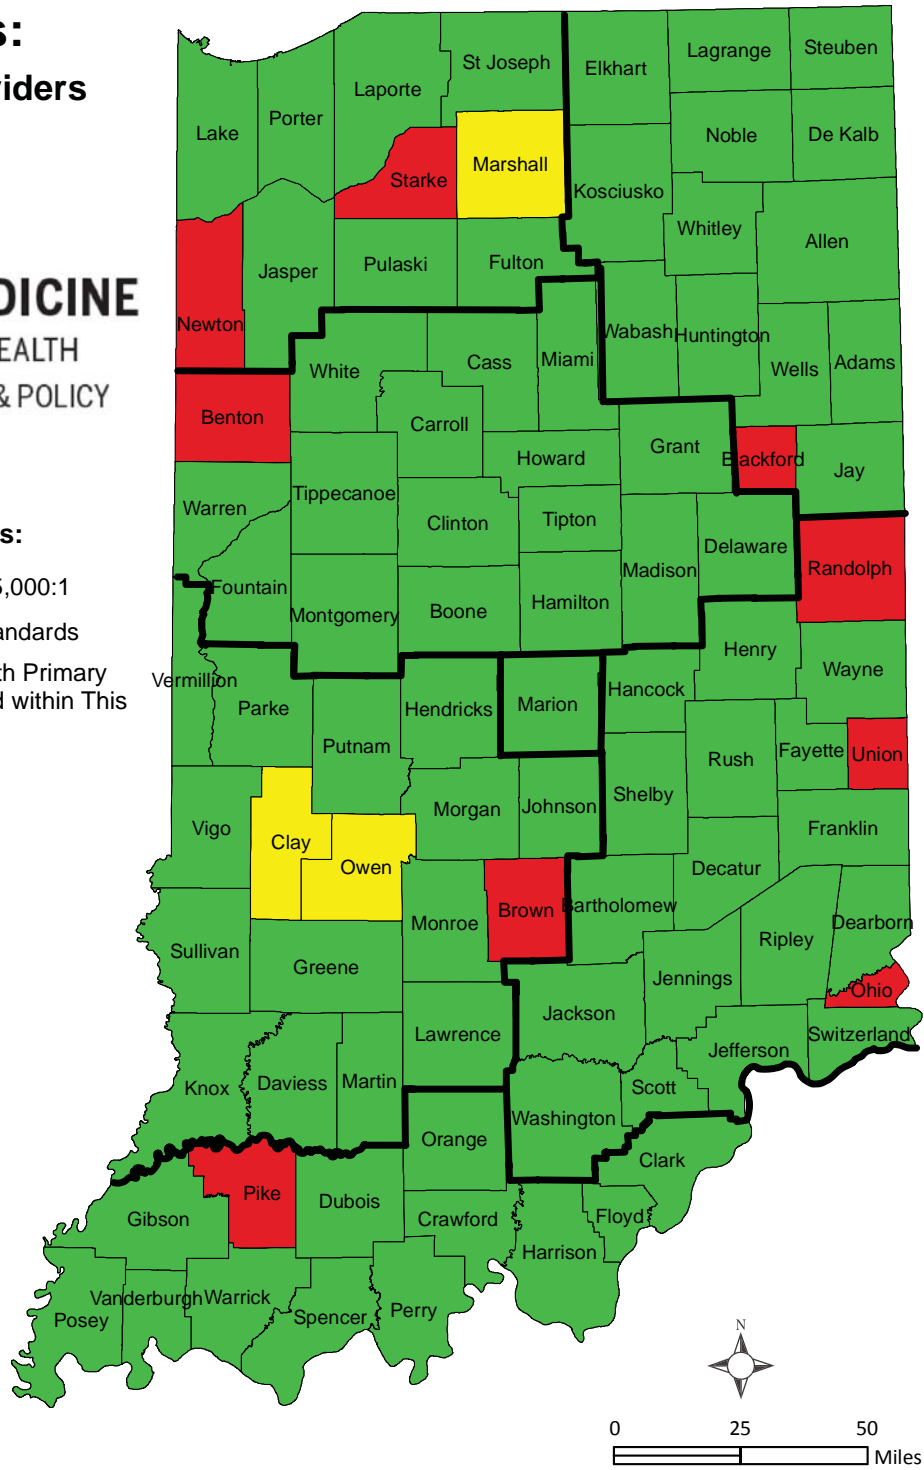 s:
viders
DICINE
EALTH
& POLICY
s:
5,000:1
andards
th Primary
d within This
St Joseph
Elkhart
Lagrange
Steuben
Lake
Porter
Laporte
Noble
De Kalb
Starke
Marshall
Kosciusko
Whitley
Allen
Newton
Jasper
Pulaski
Fulton
Wabash
Huntington
White
Cass
Miami
Wells
Adams
Benton
Carroll
Grant
Blackford
Jay
Howard
Warren
Tippecanoe
Clinton
Tipton
Delaware
Randolph
Madison
Fountain
Montgomery
Boone
Hamilton
Henry
Wayne
Vermillion
Parke
Hendricks
Marion
Hancock
Putnam
Rush
Fayette
Union
Vigo
Clay
Morgan
Johnson
Shelby
Franklin
Owen
Decatur
Monroe
Brown
Bartholomew
Dearborn
Ripley
Sullivan
Greene
Jennings
Ohio
Lawrence
Jackson
Switzerland
Jefferson
Knox
Daviess
Martin
Scott
Washington
Orange
Clark
Pike
Dubois
Gibson
Crawford
Floyd
Harrison
Vanderburgh
Warrick
Posey
Spencer
Perry
N
0 25 50
Miles